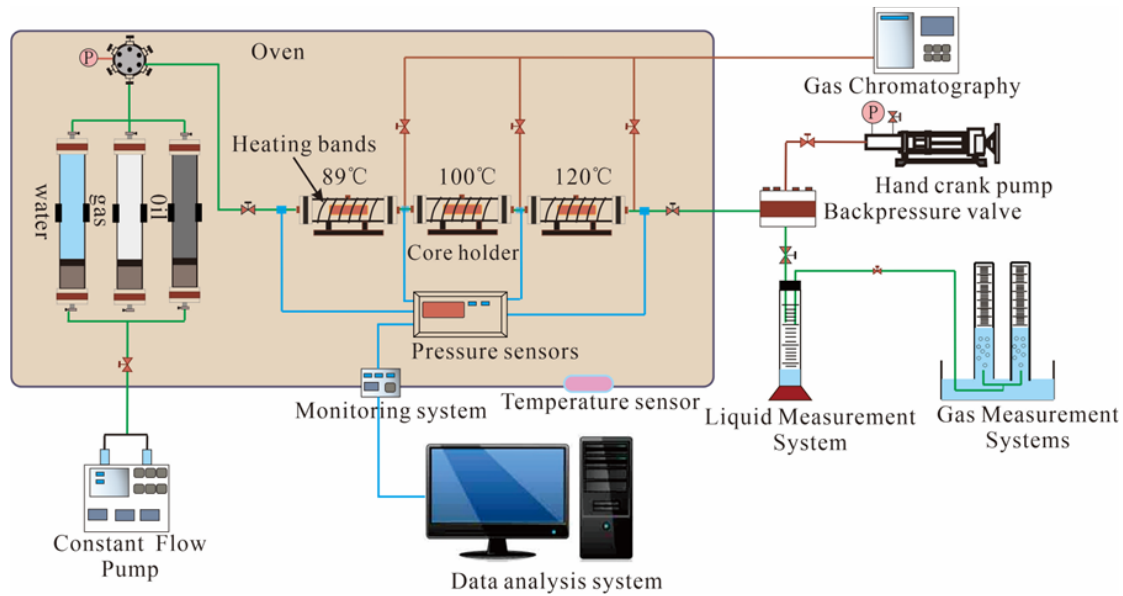 Oven
P
Gas Chromatography
P
Heating bands
89℃
100℃
120℃
Hand crank pump
Backpressure valve
water
gas
Oil
Core holder
Pressure sensors
Monitoring system
Temperature sensor
Liquid Measurement
System
Gas Measurement
Systems
Constant Flow
Pump
Data analysis system